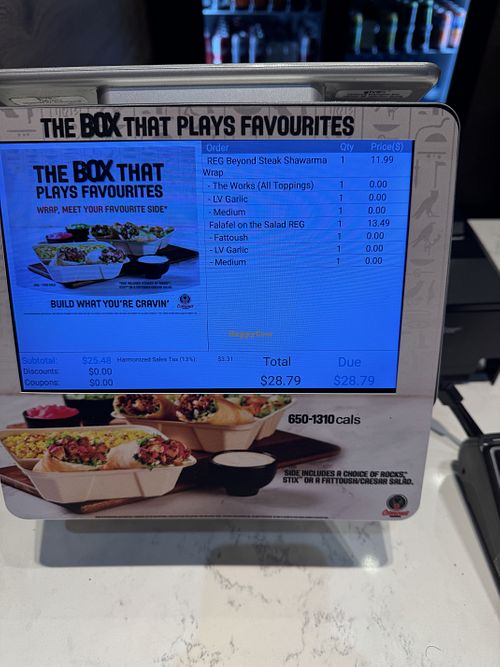 THE BOX THAT PLAYS FAVOURITES
THE BOX THAT
PLAYS FAVOURITES
WRAP, MEET YOUR FAVOURITE SIDE*
BUILD WHAT YOU'RE CRAVIN'
Order Qty Price($)
REG Beyond Steak Shawarma 1 11.99
Wrap
- The Works (All Toppings) 1 0.00
- LV Garlic 1 0.00
- Medium 1 0.00
Falafel on the Salad REG 1 13.49
- Fattoush 1 0.00
- LV Garlic 1 0.00
- Medium 1 0.00
HappyCow
Subtotal: $25.48 Harmonized Sales Tax (13%): $3.31 Total Due
Discounts: $0.00
Coupons: $0.00 $28.79 $28.79
650-1310 cals
SIDE INCLUDES A CHOICE OF ROCKS,
STIX OR A FATTOUSH/CAESAR SALAD.
Osmow's